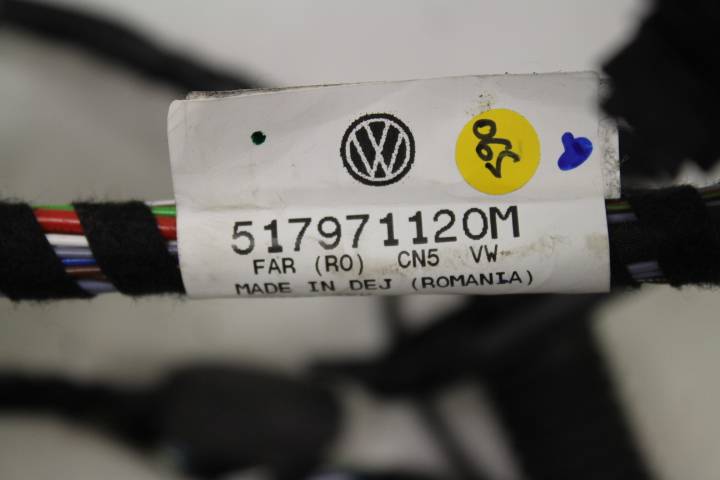 517971120M
FAR (RO) CN5 VW
MADE IN DEJ (ROMANIA)